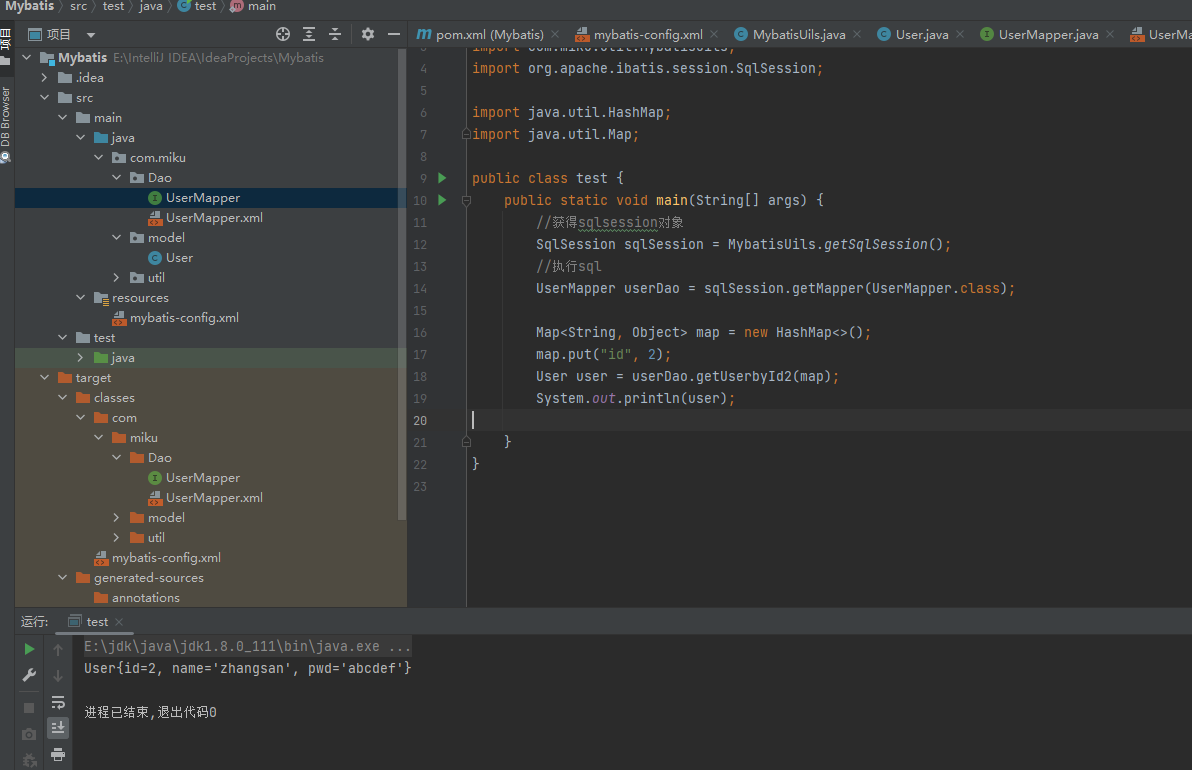 Mybatis > src > test > java > test > main
项目
pom.xml (Mybatis)
mybatis-config.xml
MybatisUils.java
User.java
UserMapper.java
UserMa
项目
DB Browser
Mybatis E:\IntelliJ IDEA\IdeaProjects\Mybatis
.idea
src
main
java
com.miku
Dao
UserMapper
UserMapper.xml
model
User
util
resources
mybatis-config.xml
test
java
target
classes
com
miku
Dao
UserMapper
UserMapper.xml
model
util
mybatis-config.xml
generated-sources
annotations
3 import com.miku.util.MybatisUils;
4 import org.apache.ibatis.session.SqlSession;
5
6 import java.util.HashMap;
7 import java.util.Map;
8
9 public class test {
10 public static void main(String[] args) {
11 //获得sqlsession对象
12 SqlSession sqlSession = MybatisUils.getSqlSession();
13 //执行sql
14 UserMapper userDao = sqlSession.getMapper(UserMapper.class);
15
16 Map<String, Object> map = new HashMap<>();
17 map.put("id", 2);
18 User user = userDao.getUserbyId2(map);
19 System.out.println(user);
20
21 }
22 }
23
运行: test
E:\jdk\java\jdk1.8.0_111\bin\java.exe ...
User{id=2, name='zhangsan', pwd='abcdef'}
进程已结束,退出代码0